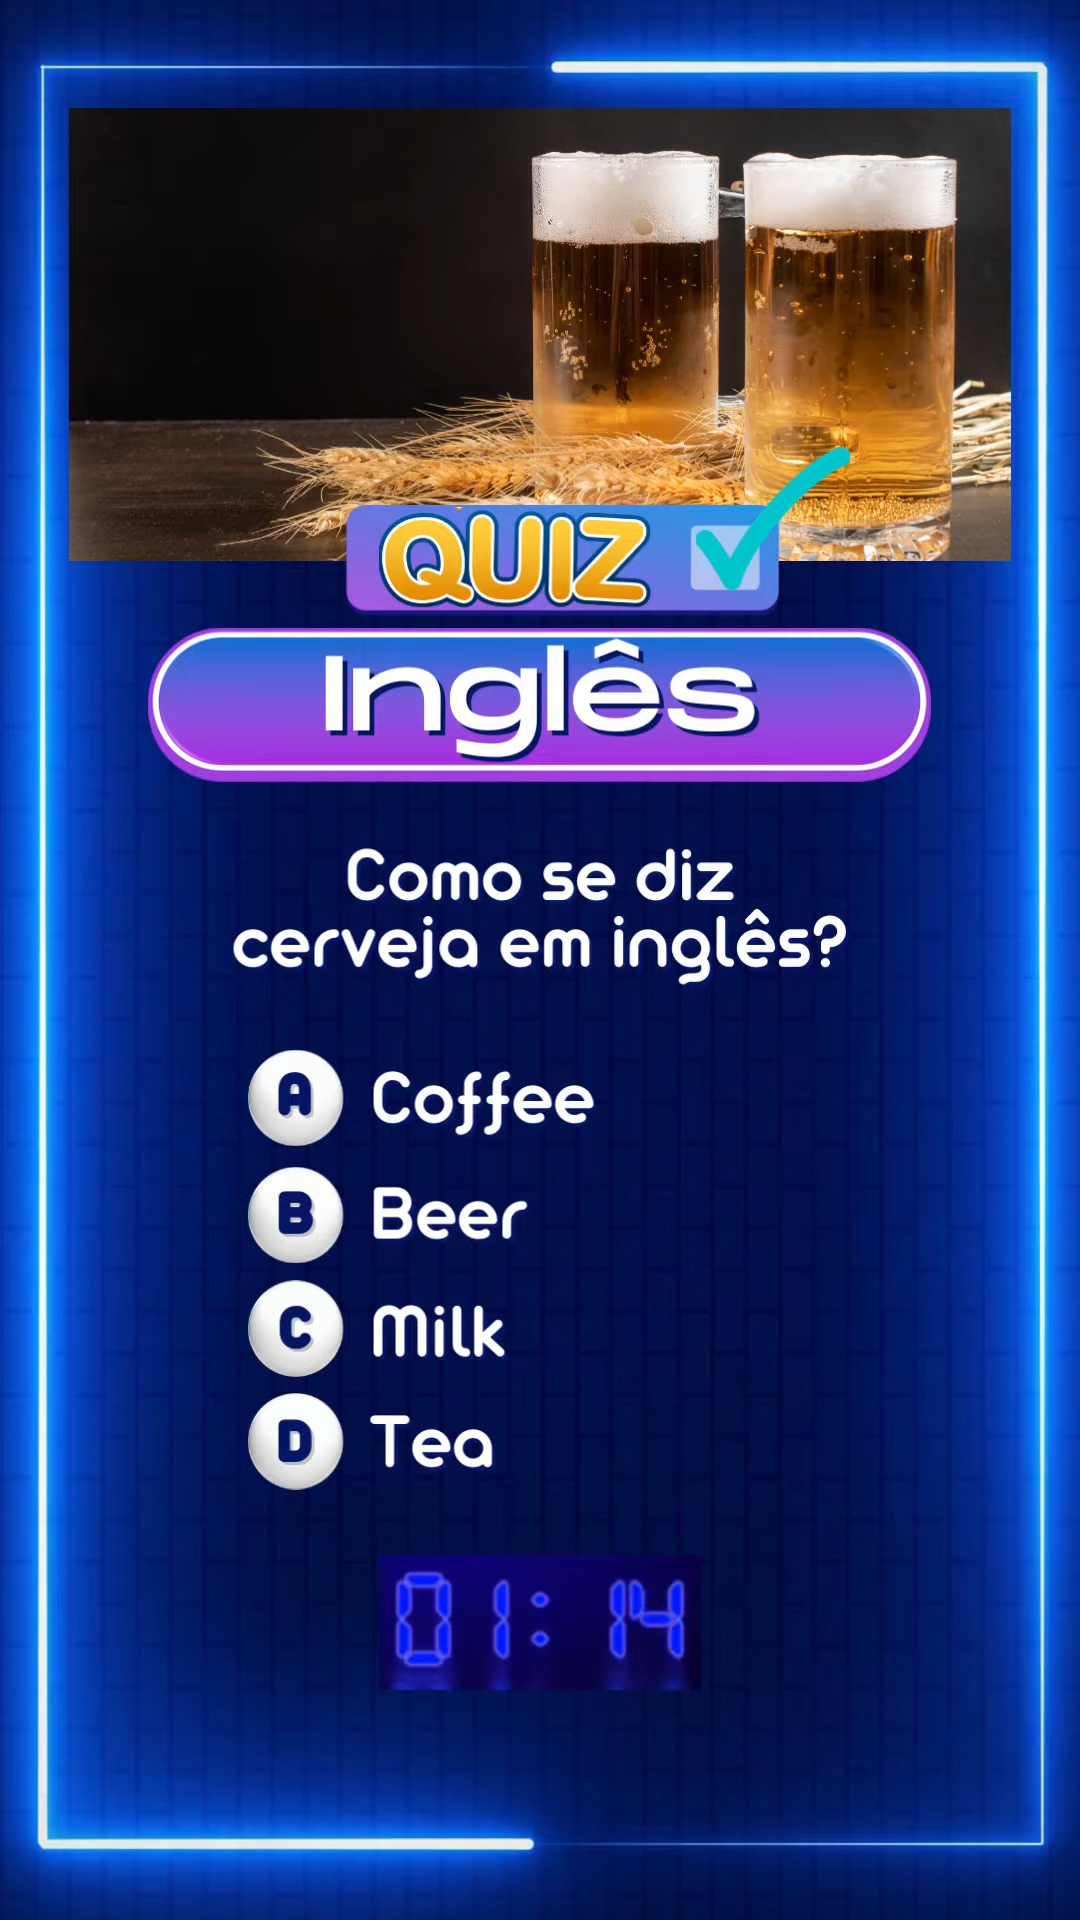 QUIZ
Inglês
Como se diz
cerveja em inglês?
A Coffee
B Beer
C Milk
D Tea
01:14